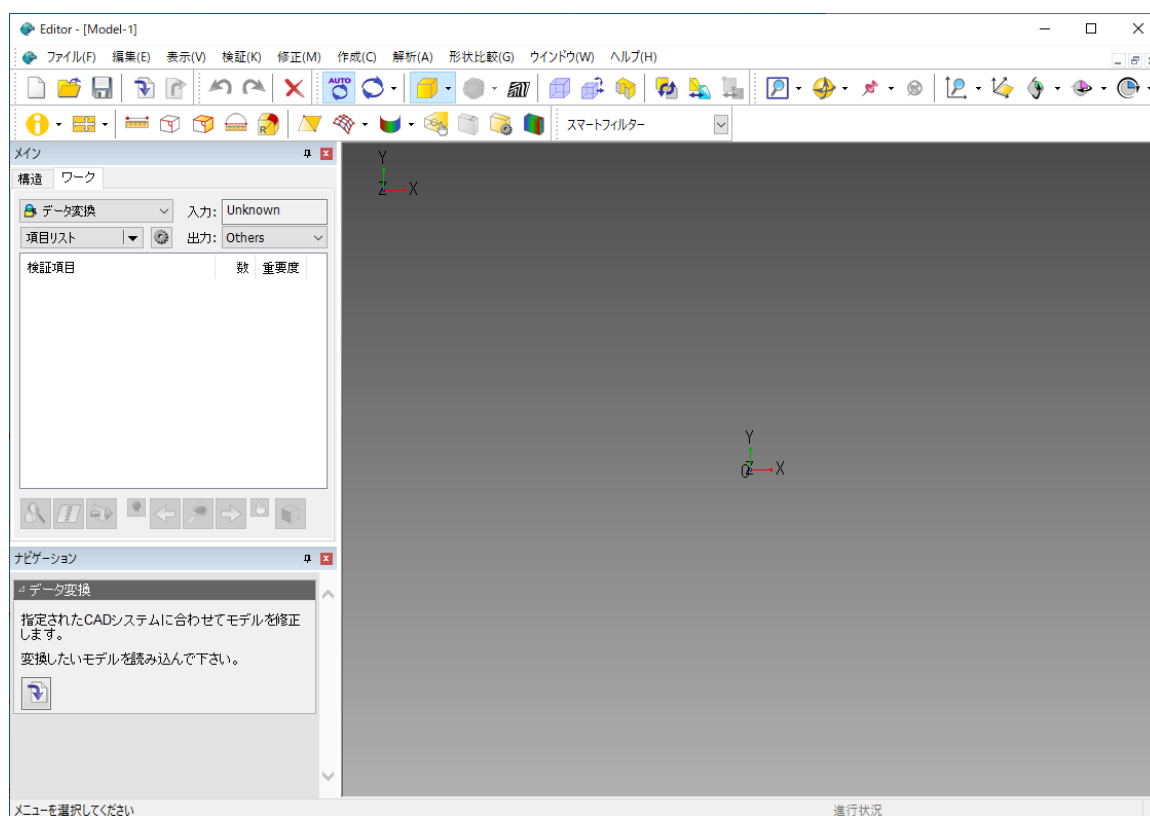 Editor - [Model-1]
ファイル(F) 編集(E) 表示(V) 検証(K) 修正(M) 作成(C) 解析(A) 形状比較(G) ウインドウ(W) ヘルプ(H)
AUTO
R
スマートフィルター
メイン
構造 ワーク
データ変換 入力: Unknown
項目リスト 出力: Others
検証項目 数 重要度
Y
Z X
Y
0 Z X
ナビゲーション
データ変換
指定されたCADシステムに合わせてモデルを修正
します。
変換したいモデルを読み込んで下さい。
メニューを選択してください 進行状況